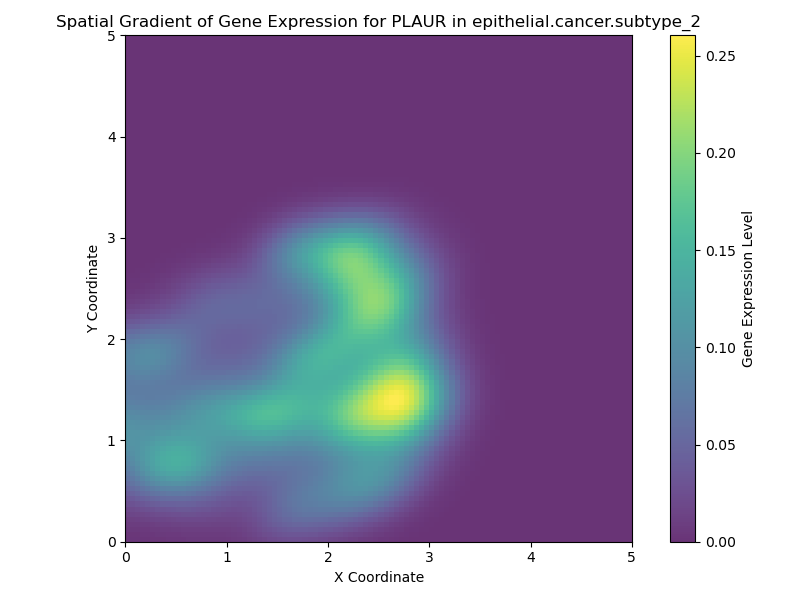 Spatial Gradient of Gene Expression for PLAUR in epithelial.cancer.subtype_2
5
4
3
2
1
0
Y Coordinate
0 1 2 3 4 5
X Coordinate
0.25
0.20
0.15
0.10
0.05
0.00
Gene Expression Level